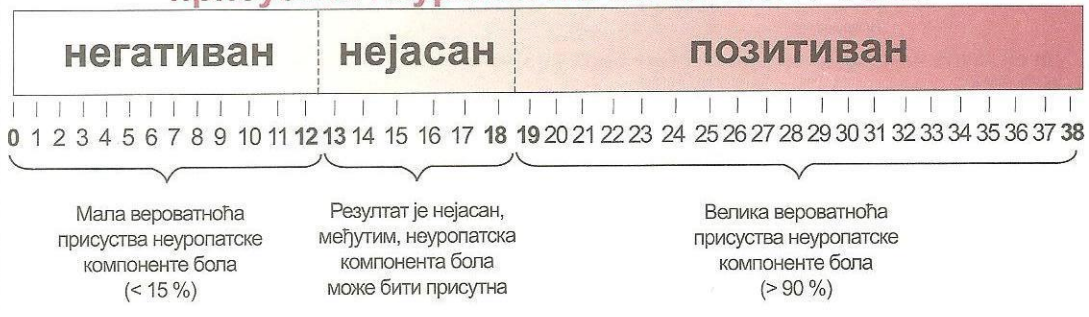 негативан нејасан позитиван
0 1 2 3 4 5 6 7 8 9 10 11 12 13 14 15 16 17 18 19 20 21 22 23 24 25 26 27 28 29 30 31 32 33 34 35 36 37 38
Мала вероватноћа
присуства неуропатске
компоненте бола
(< 15 %)
Резултат је нејасан,
међутим, неуропатска
компонента бола
може бити присутна
Велика вероватноћа
присуства неуропатске
компоненте бола
(> 90 %)